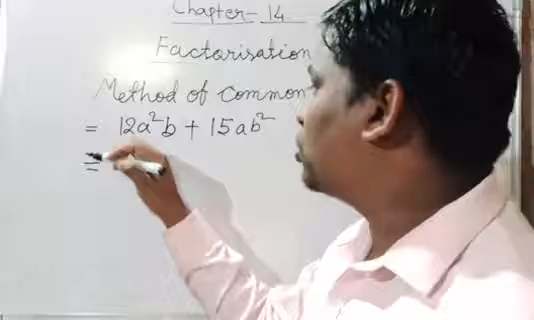 Chapter- 14
Factorisation
Method of common
= 12a²b + 15ab²
=